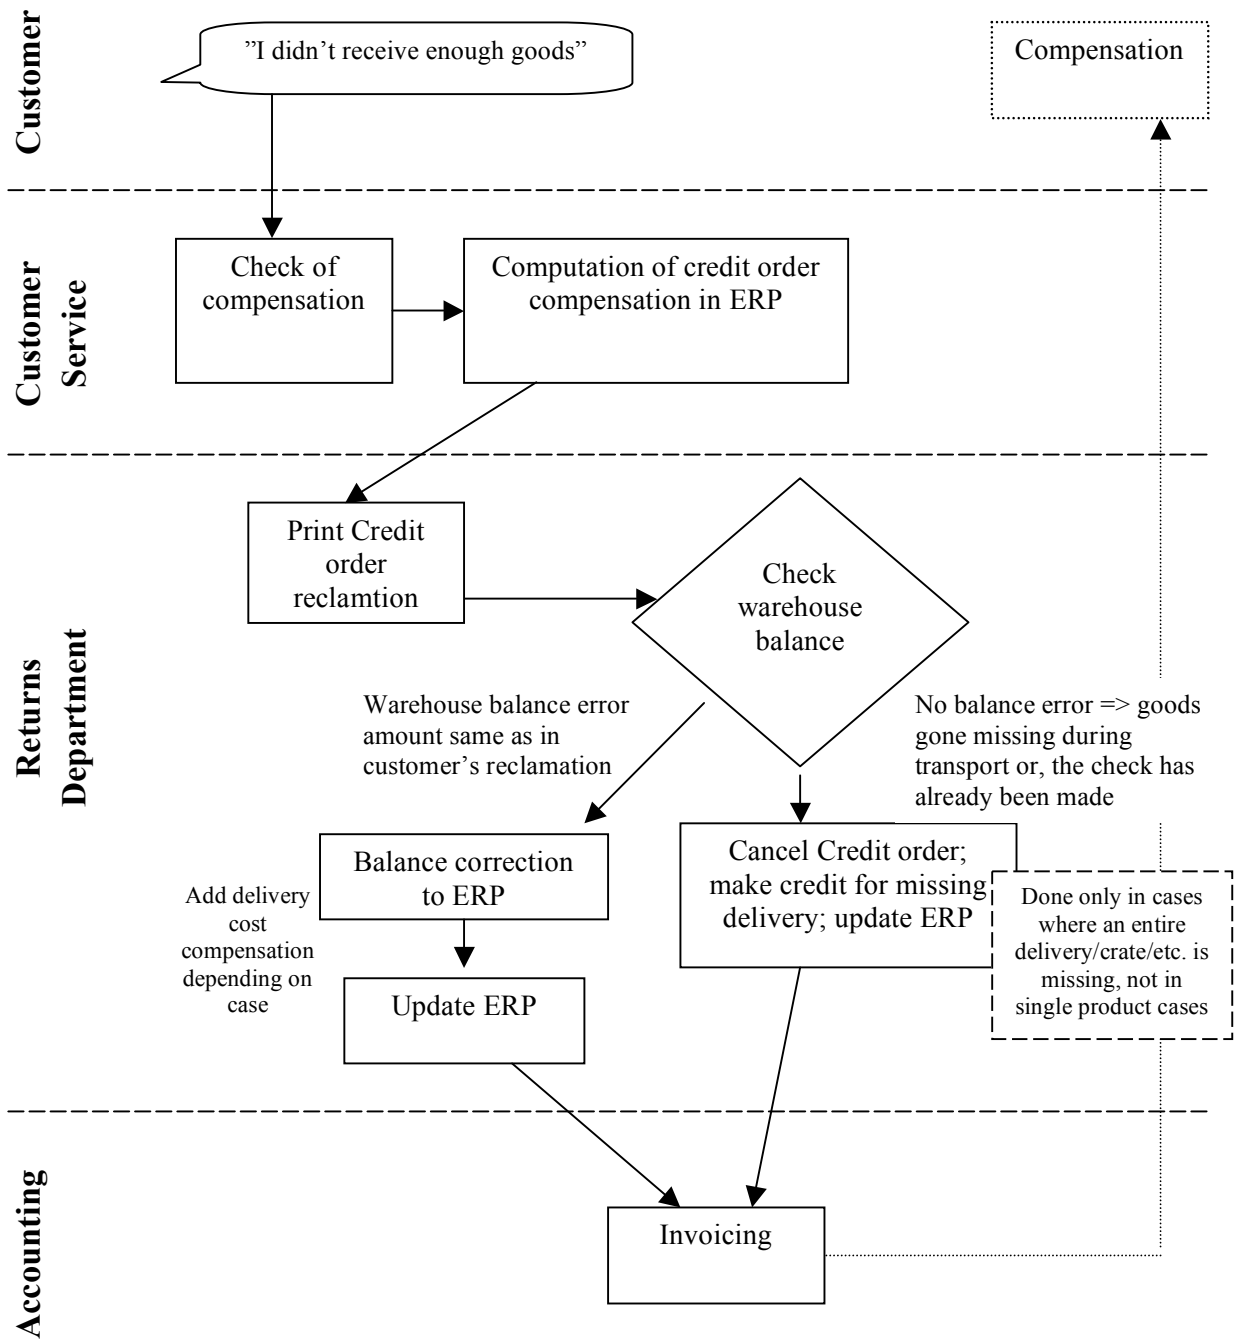 Customer
”I didn’t receive enough goods”
Compensation
Customer
Service
Check of
compensation
Computation of credit order
compensation in ERP
Returns
Department
Print Credit
order
reclamtion
Check
warehouse
balance
Warehouse balance error
amount same as in
customer’s reclamation
No balance error => goods
gone missing during
transport or, the check has
already been made
Balance correction
to ERP
Add delivery
cost
compensation
depending on
case
Update ERP
Cancel Credit order;
make credit for missing
delivery; update ERP
Done only in cases
where an entire
delivery/crate/etc. is
missing, not in
single product cases
Accounting
Invoicing